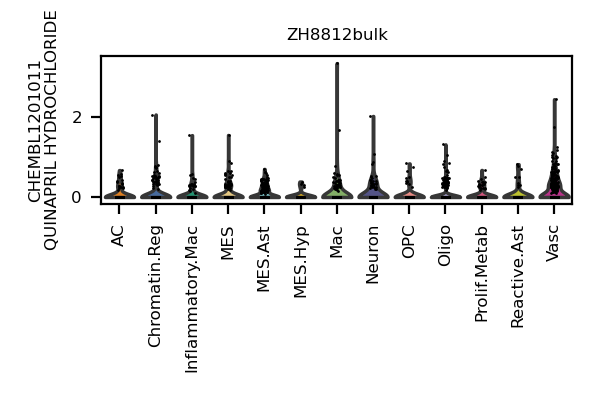 ZH8812bulk
CHEMBL1201011
QUINAPRIL HYDROCHLORIDE
2
0
AC
Chromatin.Reg
Inflammatory.Mac
MES
MES.Ast
MES.Hyp
Mac
Neuron
OPC
Oligo
Prolif.Metab
Reactive.Ast
Vasc